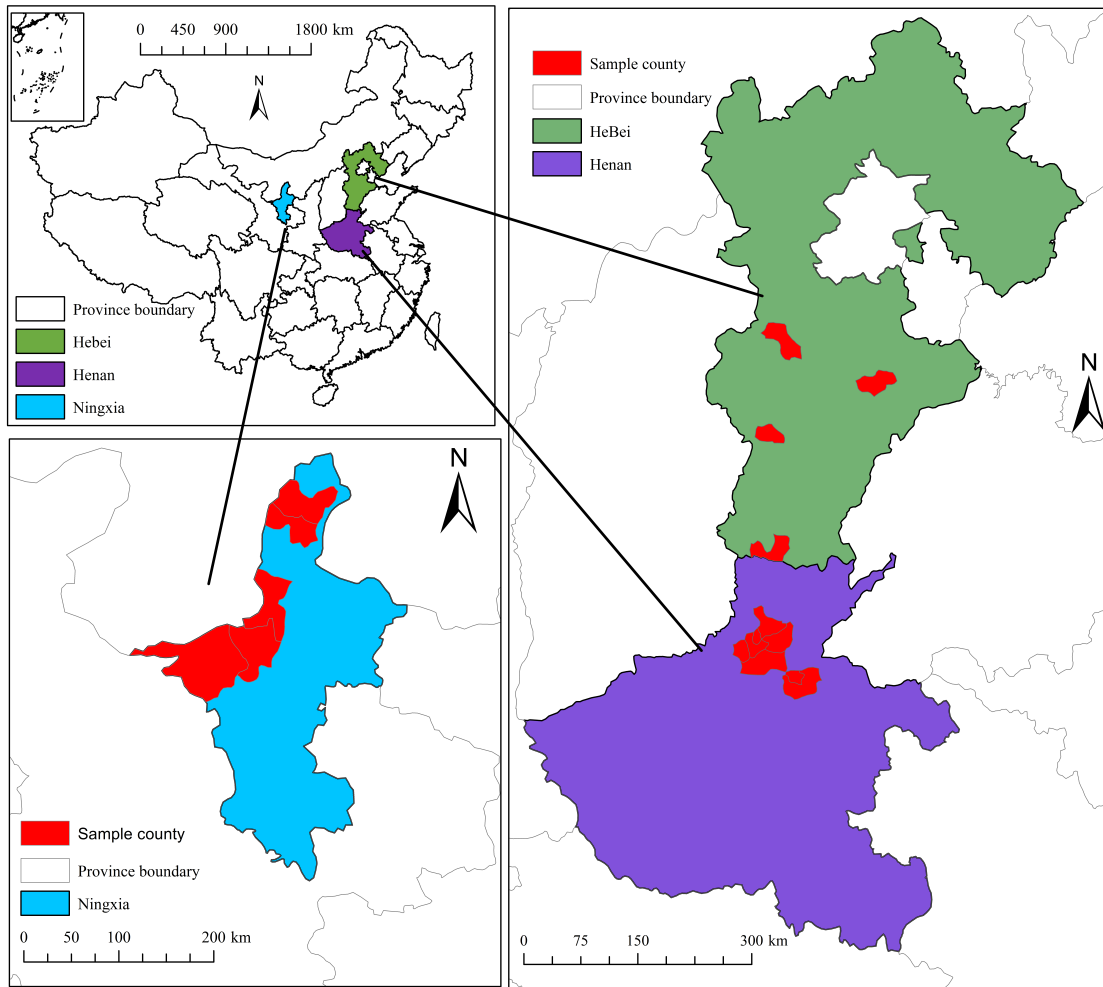 0 450 900 1800 km
N
Province boundary
Hebei
Henan
Ningxia
Sample county
Province boundary
HeBei
Henan
N
0 75 150 300 km
N
Sample county
Province boundary
Ningxia
0 50 100 200 km